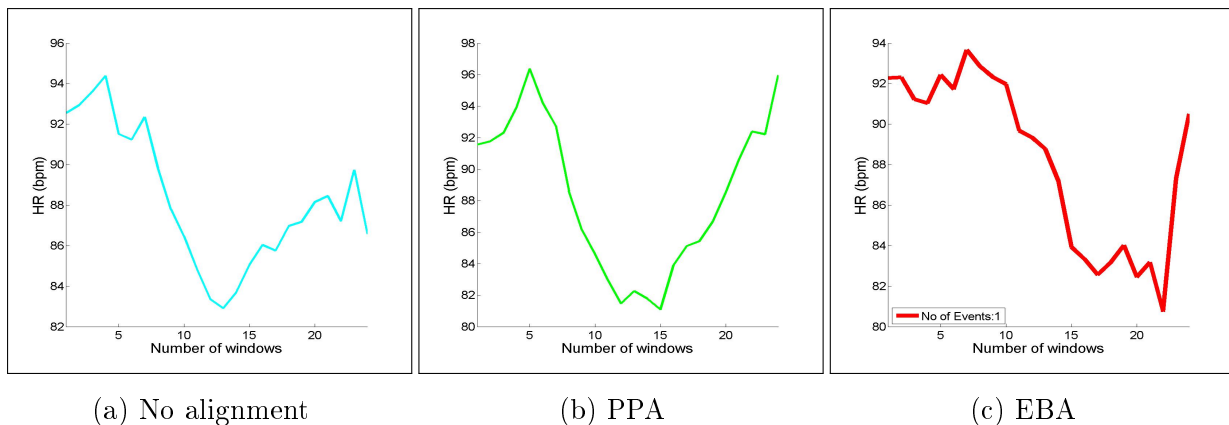 96
94
92
90
88
86
84
82
HR (bpm)
5 10 15 20
Number of windows
98
96
94
92
90
88
86
84
82
80
HR (bpm)
5 10 15 20
Number of windows
94
92
90
88
86
84
82
80
HR (bpm)
No of Events:1
5 10 15 20
Number of windows
(a) No alignment
(b) PPA
(c) EBA